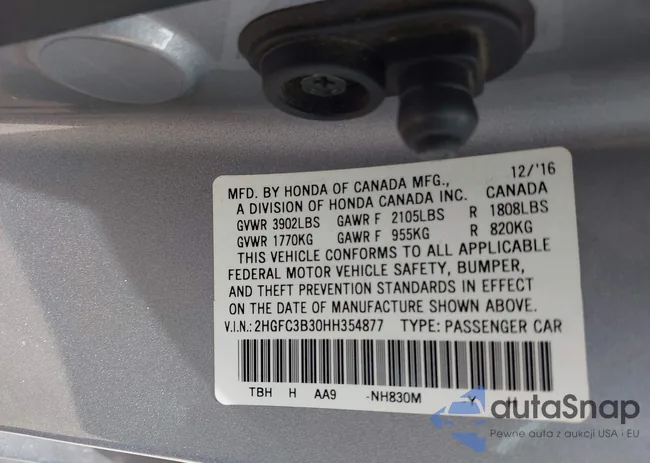 MFD. BY HONDA OF CANADA MFG., 12/'16
A DIVISION OF HONDA CANADA INC. CANADA
GVWR 3902LBS GAWR F 2105LBS R 1808LBS
GVWR 1770KG GAWR F 955KG R 820KG
THIS VEHICLE CONFORMS TO ALL APPLICABLE
FEDERAL MOTOR VEHICLE SAFETY, BUMPER,
AND THEFT PREVENTION STANDARDS IN EFFECT
ON THE DATE OF MANUFACTURE SHOWN ABOVE.
V.I.N.: 2HGFC3B30HH354877 TYPE: PASSENGER CAR
TBH H AA9 -NH830M -Y
autaSnap
Pewne auta z aukcji USA i EU